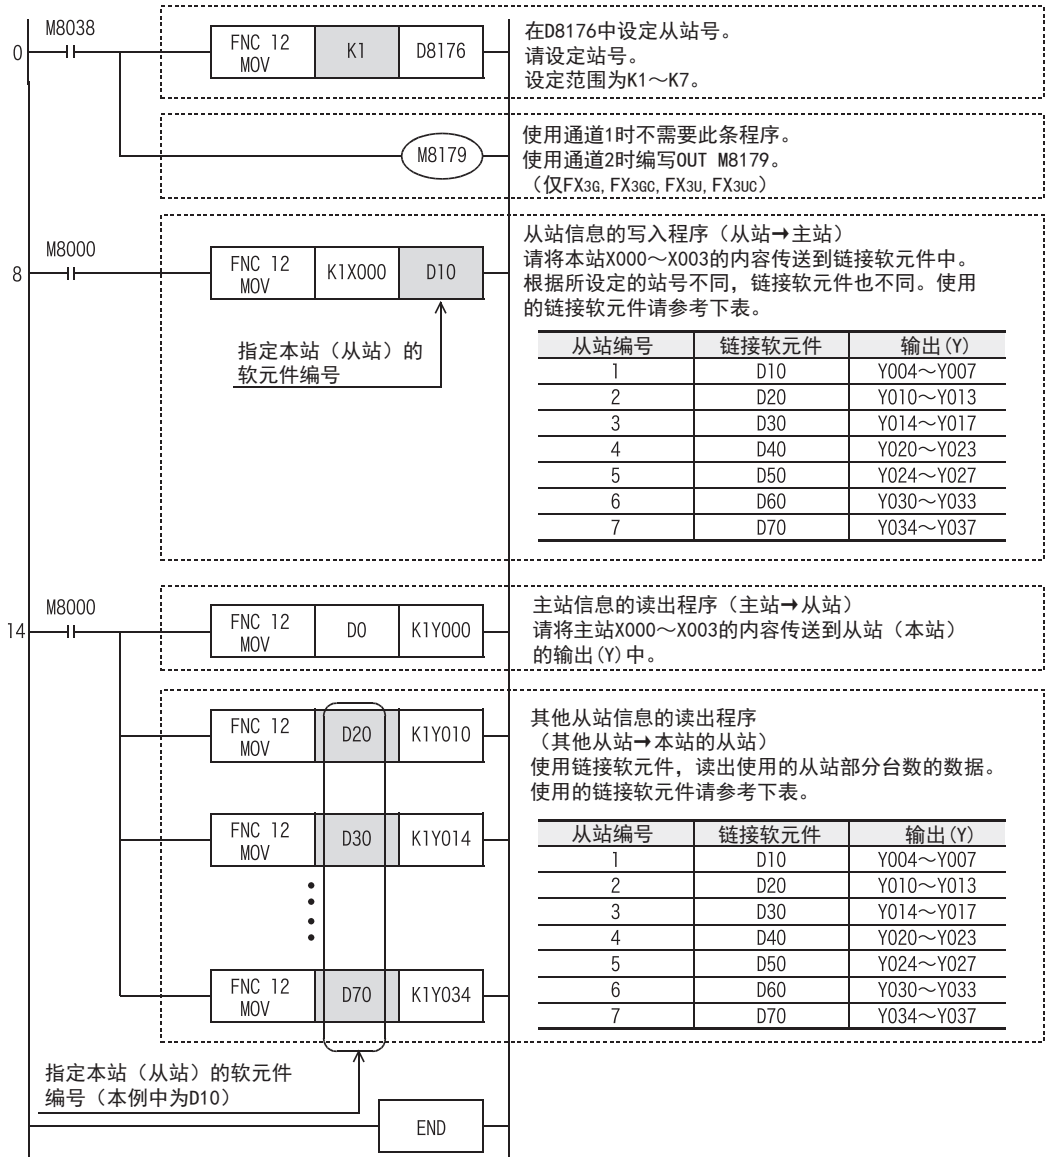 M8038
0
FNC 12
MOV
K1
D8176
在D8176中设定从站号。
请设定站号。
设定范围为K1～K7。
M8179
使用通道1时不需要此条程序。
使用通道2时编写OUT M8179。
（仅FX3G, FX3GC, FX3U, FX3UC）
M8000
8
FNC 12
MOV
K1X000
D10
指定本站（从站）的
软元件编号
从站信息的写入程序（从站→主站）
请将本站X000～X003的内容传送到链接软元件中。
根据所设定的站号不同，链接软元件也不同。使用
的链接软元件请参考下表。
从站编号 链接软元件 输出(Y)
1 D10 Y004～Y007
2 D20 Y010～Y013
3 D30 Y014～Y017
4 D40 Y020～Y023
5 D50 Y024～Y027
6 D60 Y030～Y033
7 D70 Y034～Y037
M8000
14
FNC 12
MOV
D0
K1Y000
主站信息的读出程序（主站→从站）
请将主站X000～X003的内容传送到从站（本站）
的输出(Y)中。
FNC 12
MOV
D20
K1Y010
FNC 12
MOV
D30
K1Y014
FNC 12
MOV
D70
K1Y034
其他从站信息的读出程序
（其他从站→本站的从站）
使用链接软元件，读出使用的从站部分台数的数据。
使用的链接软元件请参考下表。
从站编号 链接软元件 输出(Y)
1 D10 Y004～Y007
2 D20 Y010～Y013
3 D30 Y014～Y017
4 D40 Y020～Y023
5 D50 Y024～Y027
6 D60 Y030～Y033
7 D70 Y034～Y037
指定本站（从站）的软元件
编号（本例中为D10）
END